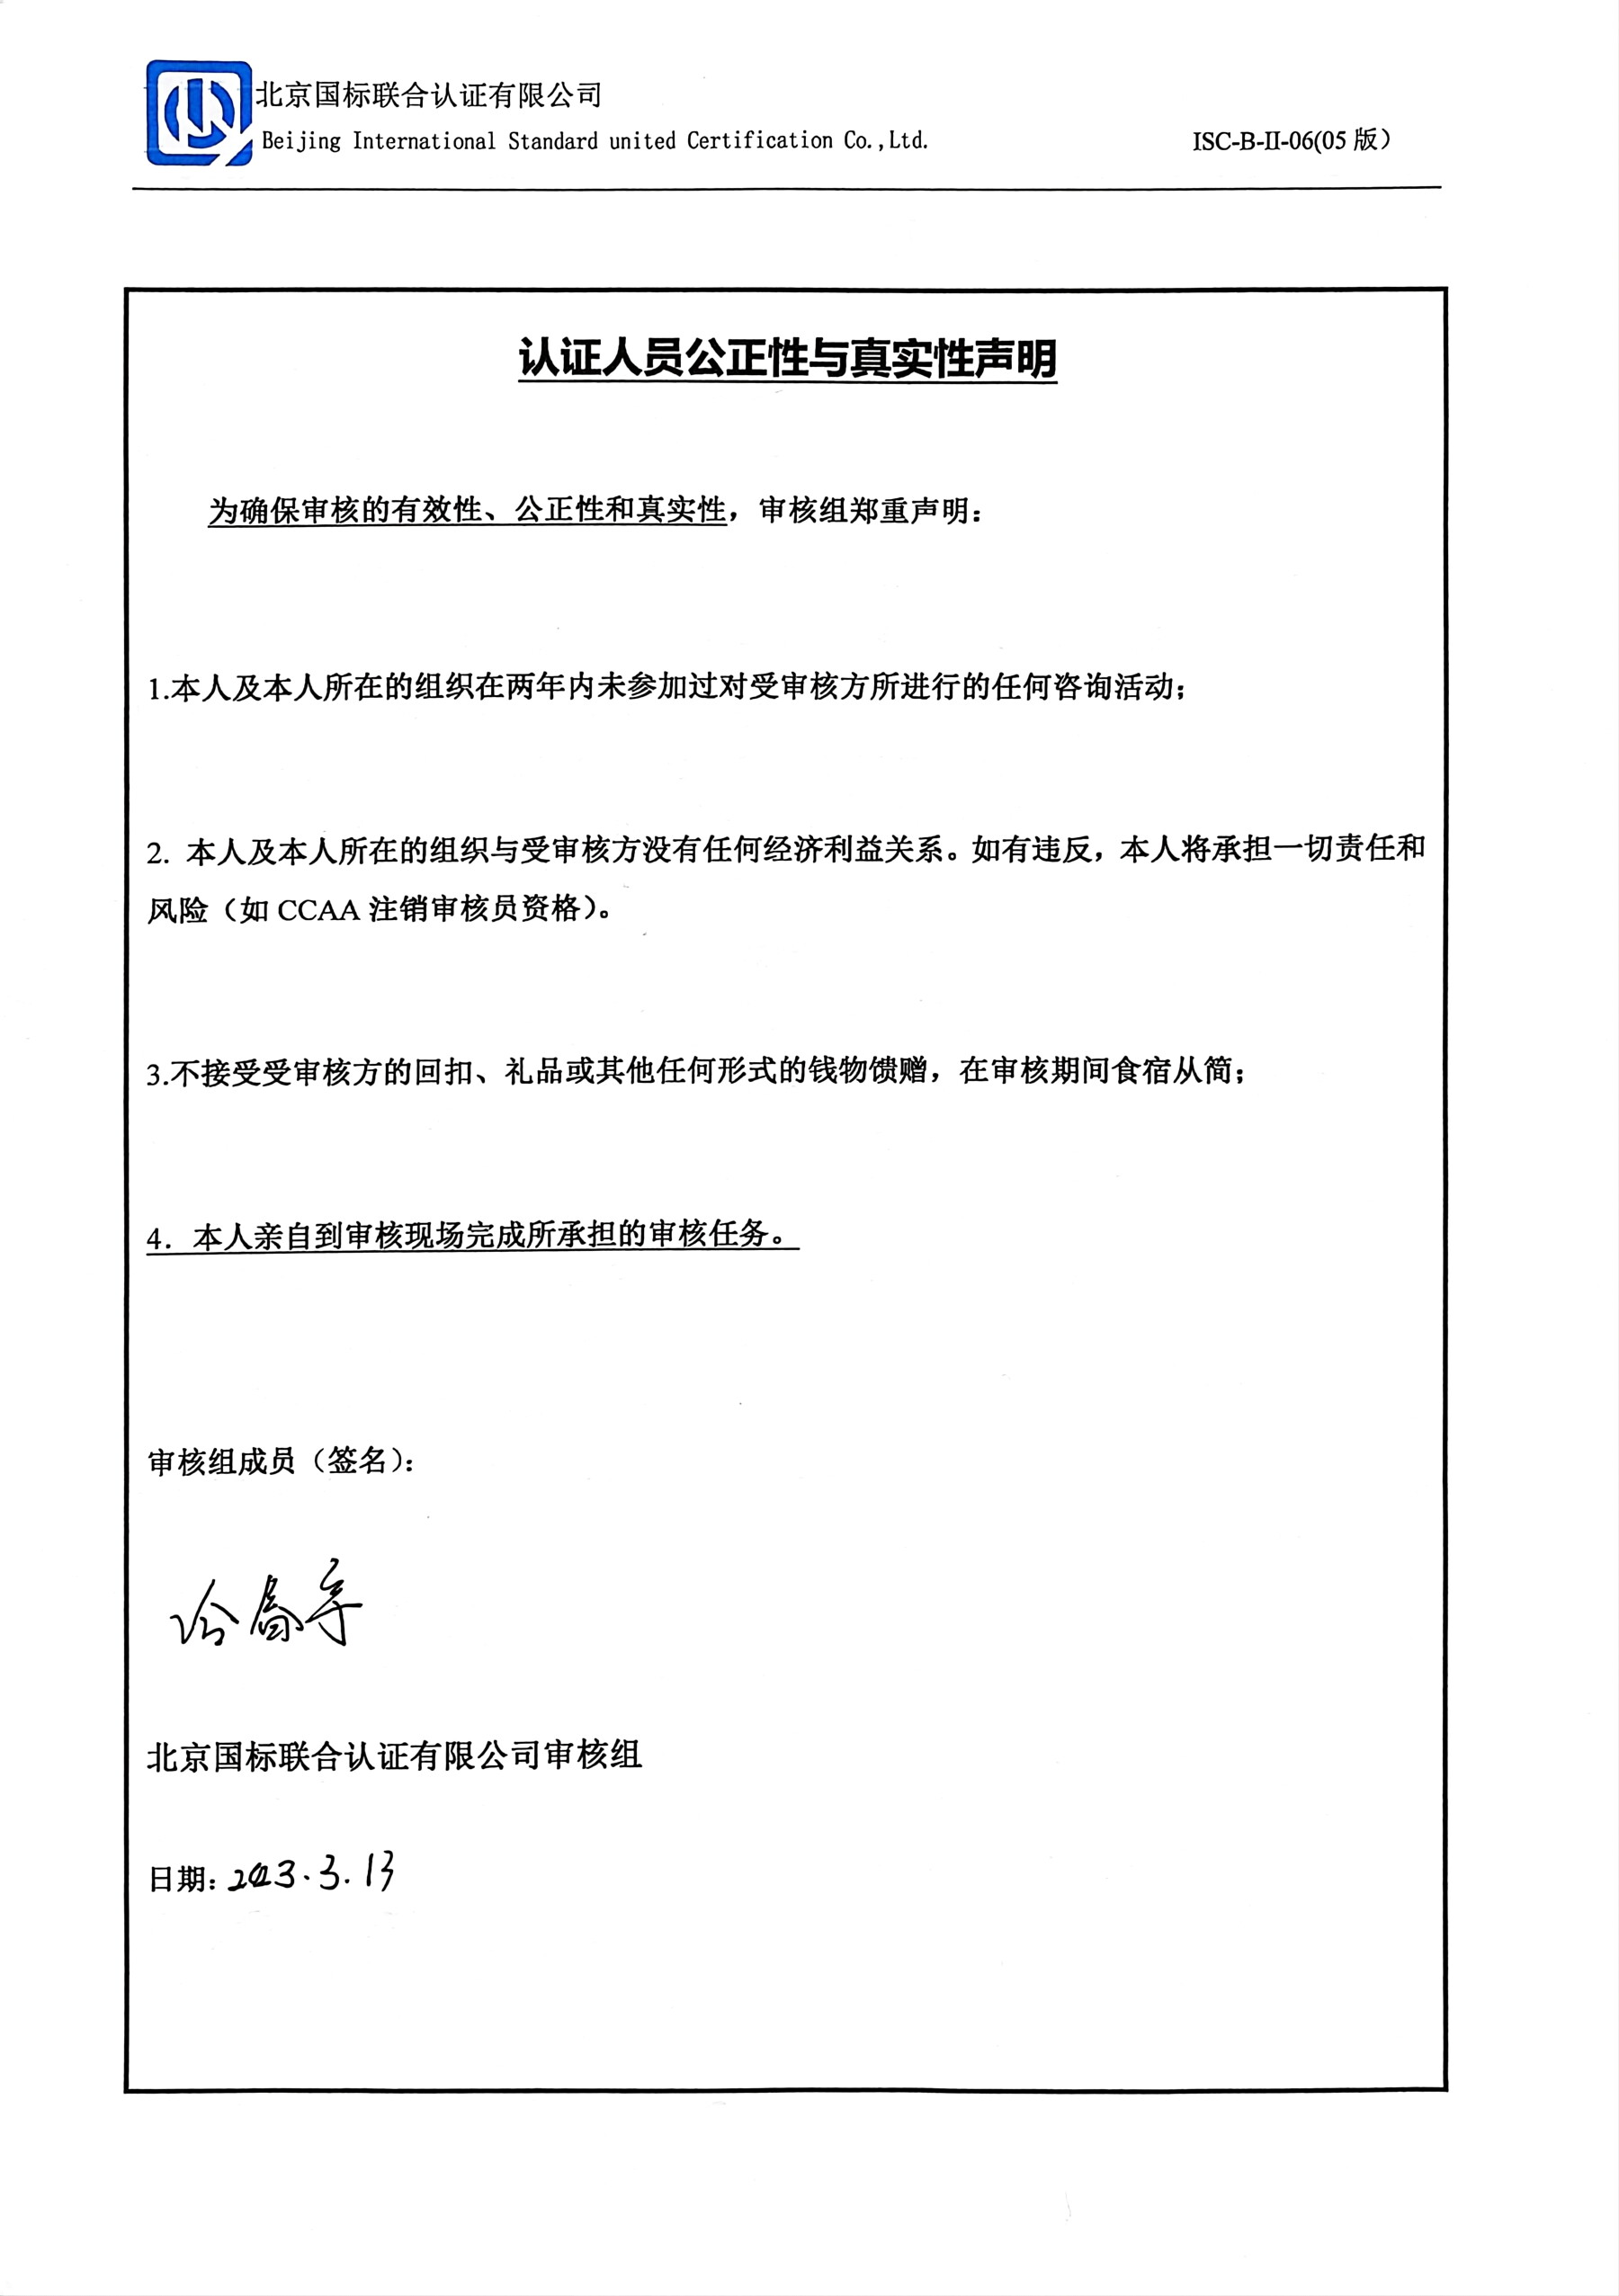 北京国标联合认证有限公司
Beijing International Standard united Certification Co.,Ltd.
ISC-B-II-06(05 版)
认证人员公正性与真实性声明
为确保审核的有效性、公正性和真实性，审核组郑重声明：
1.本人及本人所在的组织在两年内未参加过对受审核方所进行的任何咨询活动；
2. 本人及本人所在的组织与受审核方没有任何经济利益关系。如有违反，本人将承担一切责任和
风险（如 CCAA 注销审核员资格）。
3.不接受受审核方的回扣、礼品或其他任何形式的钱物馈赠，在审核期间食宿从简；
4. 本人亲自到审核现场完成所承担的审核任务。
审核组成员（签名）：
北京国标联合认证有限公司审核组
日期：2023.3.13